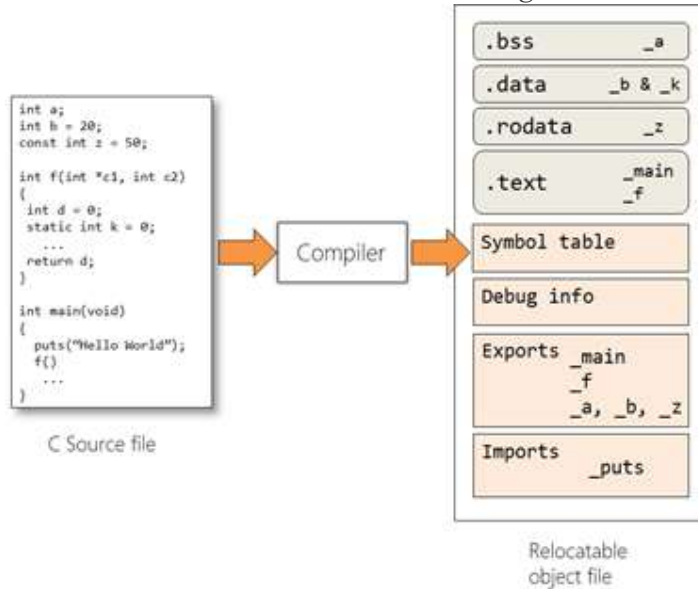 int a;
int b = 20;
const int z = 50;
int f(int *c1, int c2)
{
int d = 0;
static int k = 0;
...
return d;
}
int main(void)
{
puts("Hello World");
f()
...
}
C Source file
Compiler
.bss _a
.data _b & _k
.rodata _z
.text _main
_f
Symbol table
Debug info
Exports _main
_f
_a, _b, _z
Imports _puts
Relocatable
object file